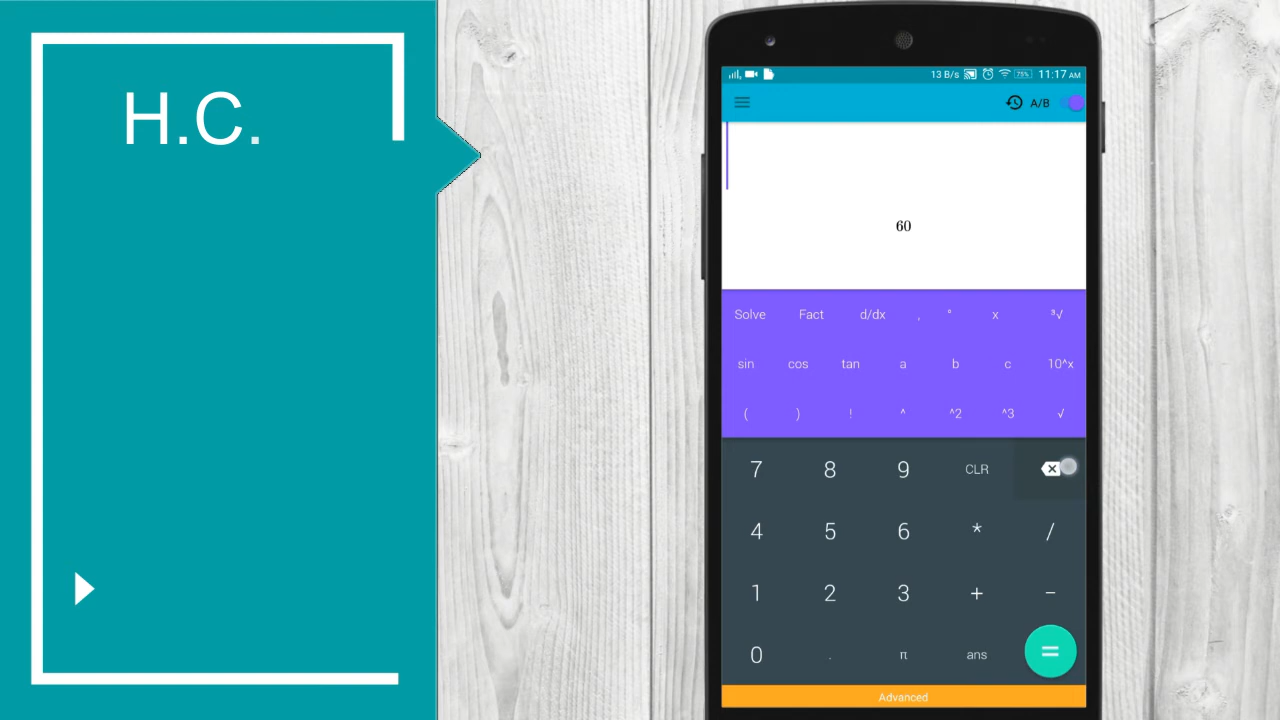 H.C.
13 B/s 75% 11:17 AM
A/B
60
Solve Fact d/dx , ° x ³√
sin cos tan a b c 10^x
( ) ! ^ ^2 ^3 √
7 8 9 CLR
4 5 6 * /
1 2 3 + −
0 . π ans =
Advanced